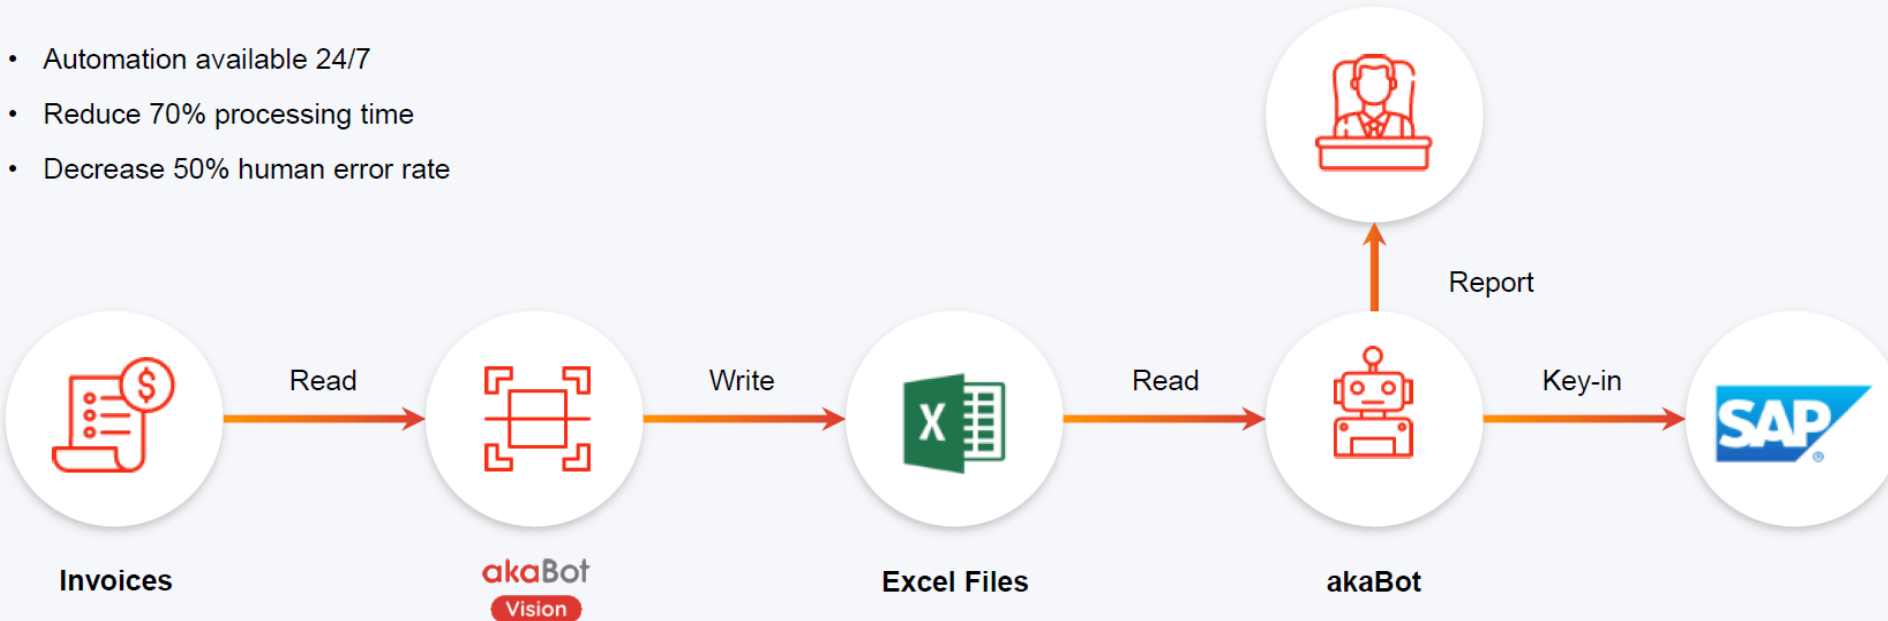 • Automation available 24/7
• Reduce 70% processing time
• Decrease 50% human error rate
Report
Read
Write
Read
Key-in
X
SAP
®
$
Invoices
akaBot
Vision
Excel Files
akaBot